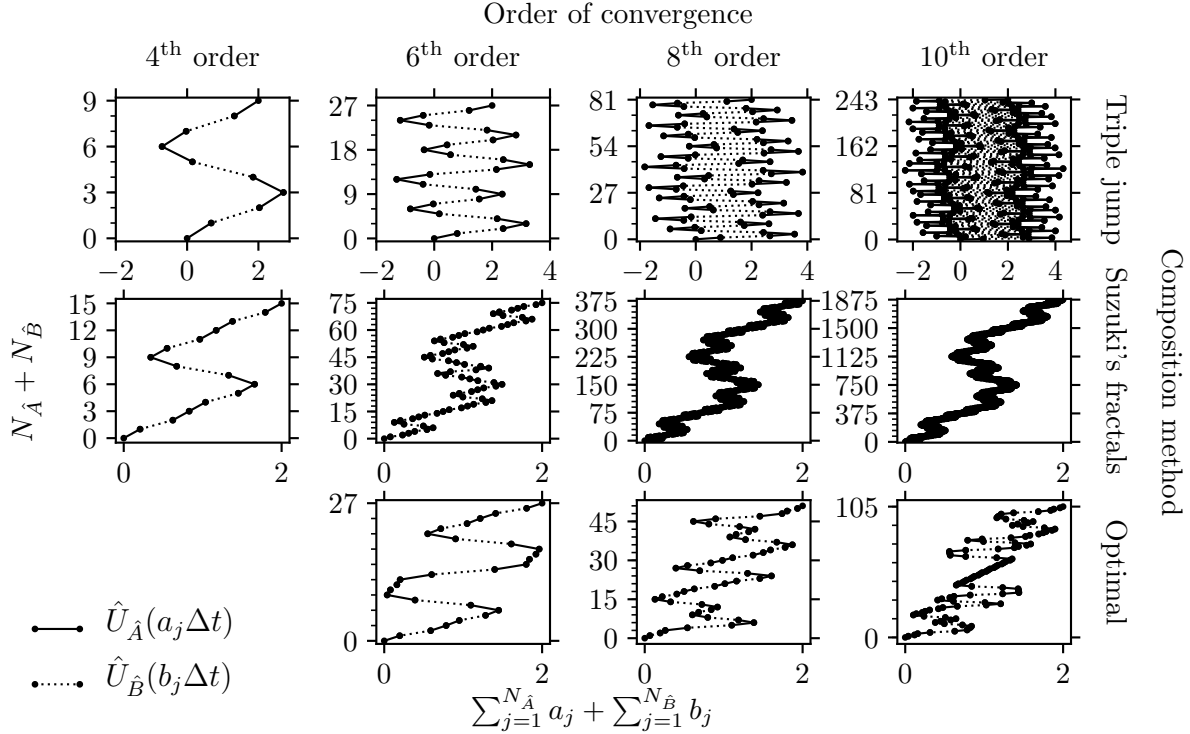 Order of convergence
4th order 6th order 8th order 10th order
9 27 81 243
6 18 54 162
3 9 27 81
0 0 0 0
−2 0 2 −2 0 2 4 −2 0 2 4 −2 0 2 4
Triple jump
15 75 375 1875
12 60 300 1500
9 45 225 1125
6 30 150 750
3 15 75 375
0 0 0 0
0 2 0 2 0 2 0 2
Suzuki's fractals
27 45 105
30
15
0 0 0
0 2 0 2 0 2
Optimal
Composition method
N_Â + N_B̂
Û_Â(a_jΔt)
Û_B̂(b_jΔt)
∑_{j=1}^{N_Â} a_j + ∑_{j=1}^{N_B̂} b_j